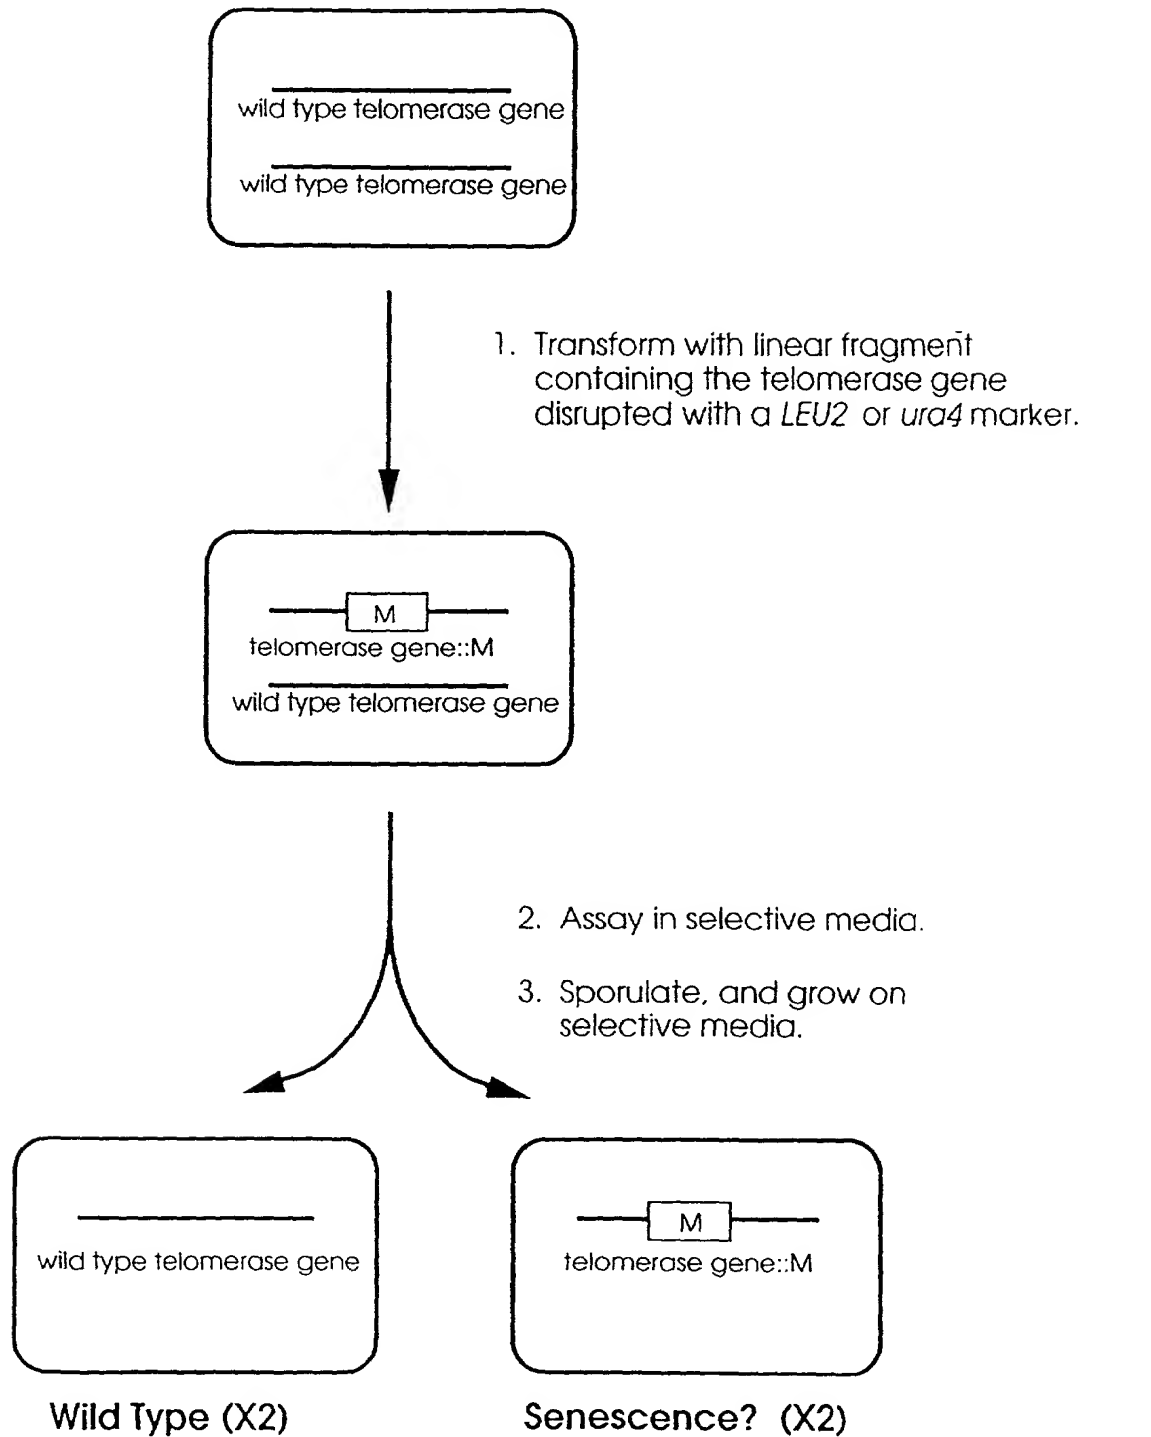 wild type telomerase gene
wild type telomerase gene
1. Transform with linear fragment
containing the telomerase gene
disrupted with a LEU2 or ura4 marker.
M
telomerase gene::M
wild type telomerase gene
2. Assay in selective media.
3. Sporulate, and grow on
selective media.
wild type telomerase gene
M
telomerase gene::M
Wild Type (X2)
Senescence? (X2)